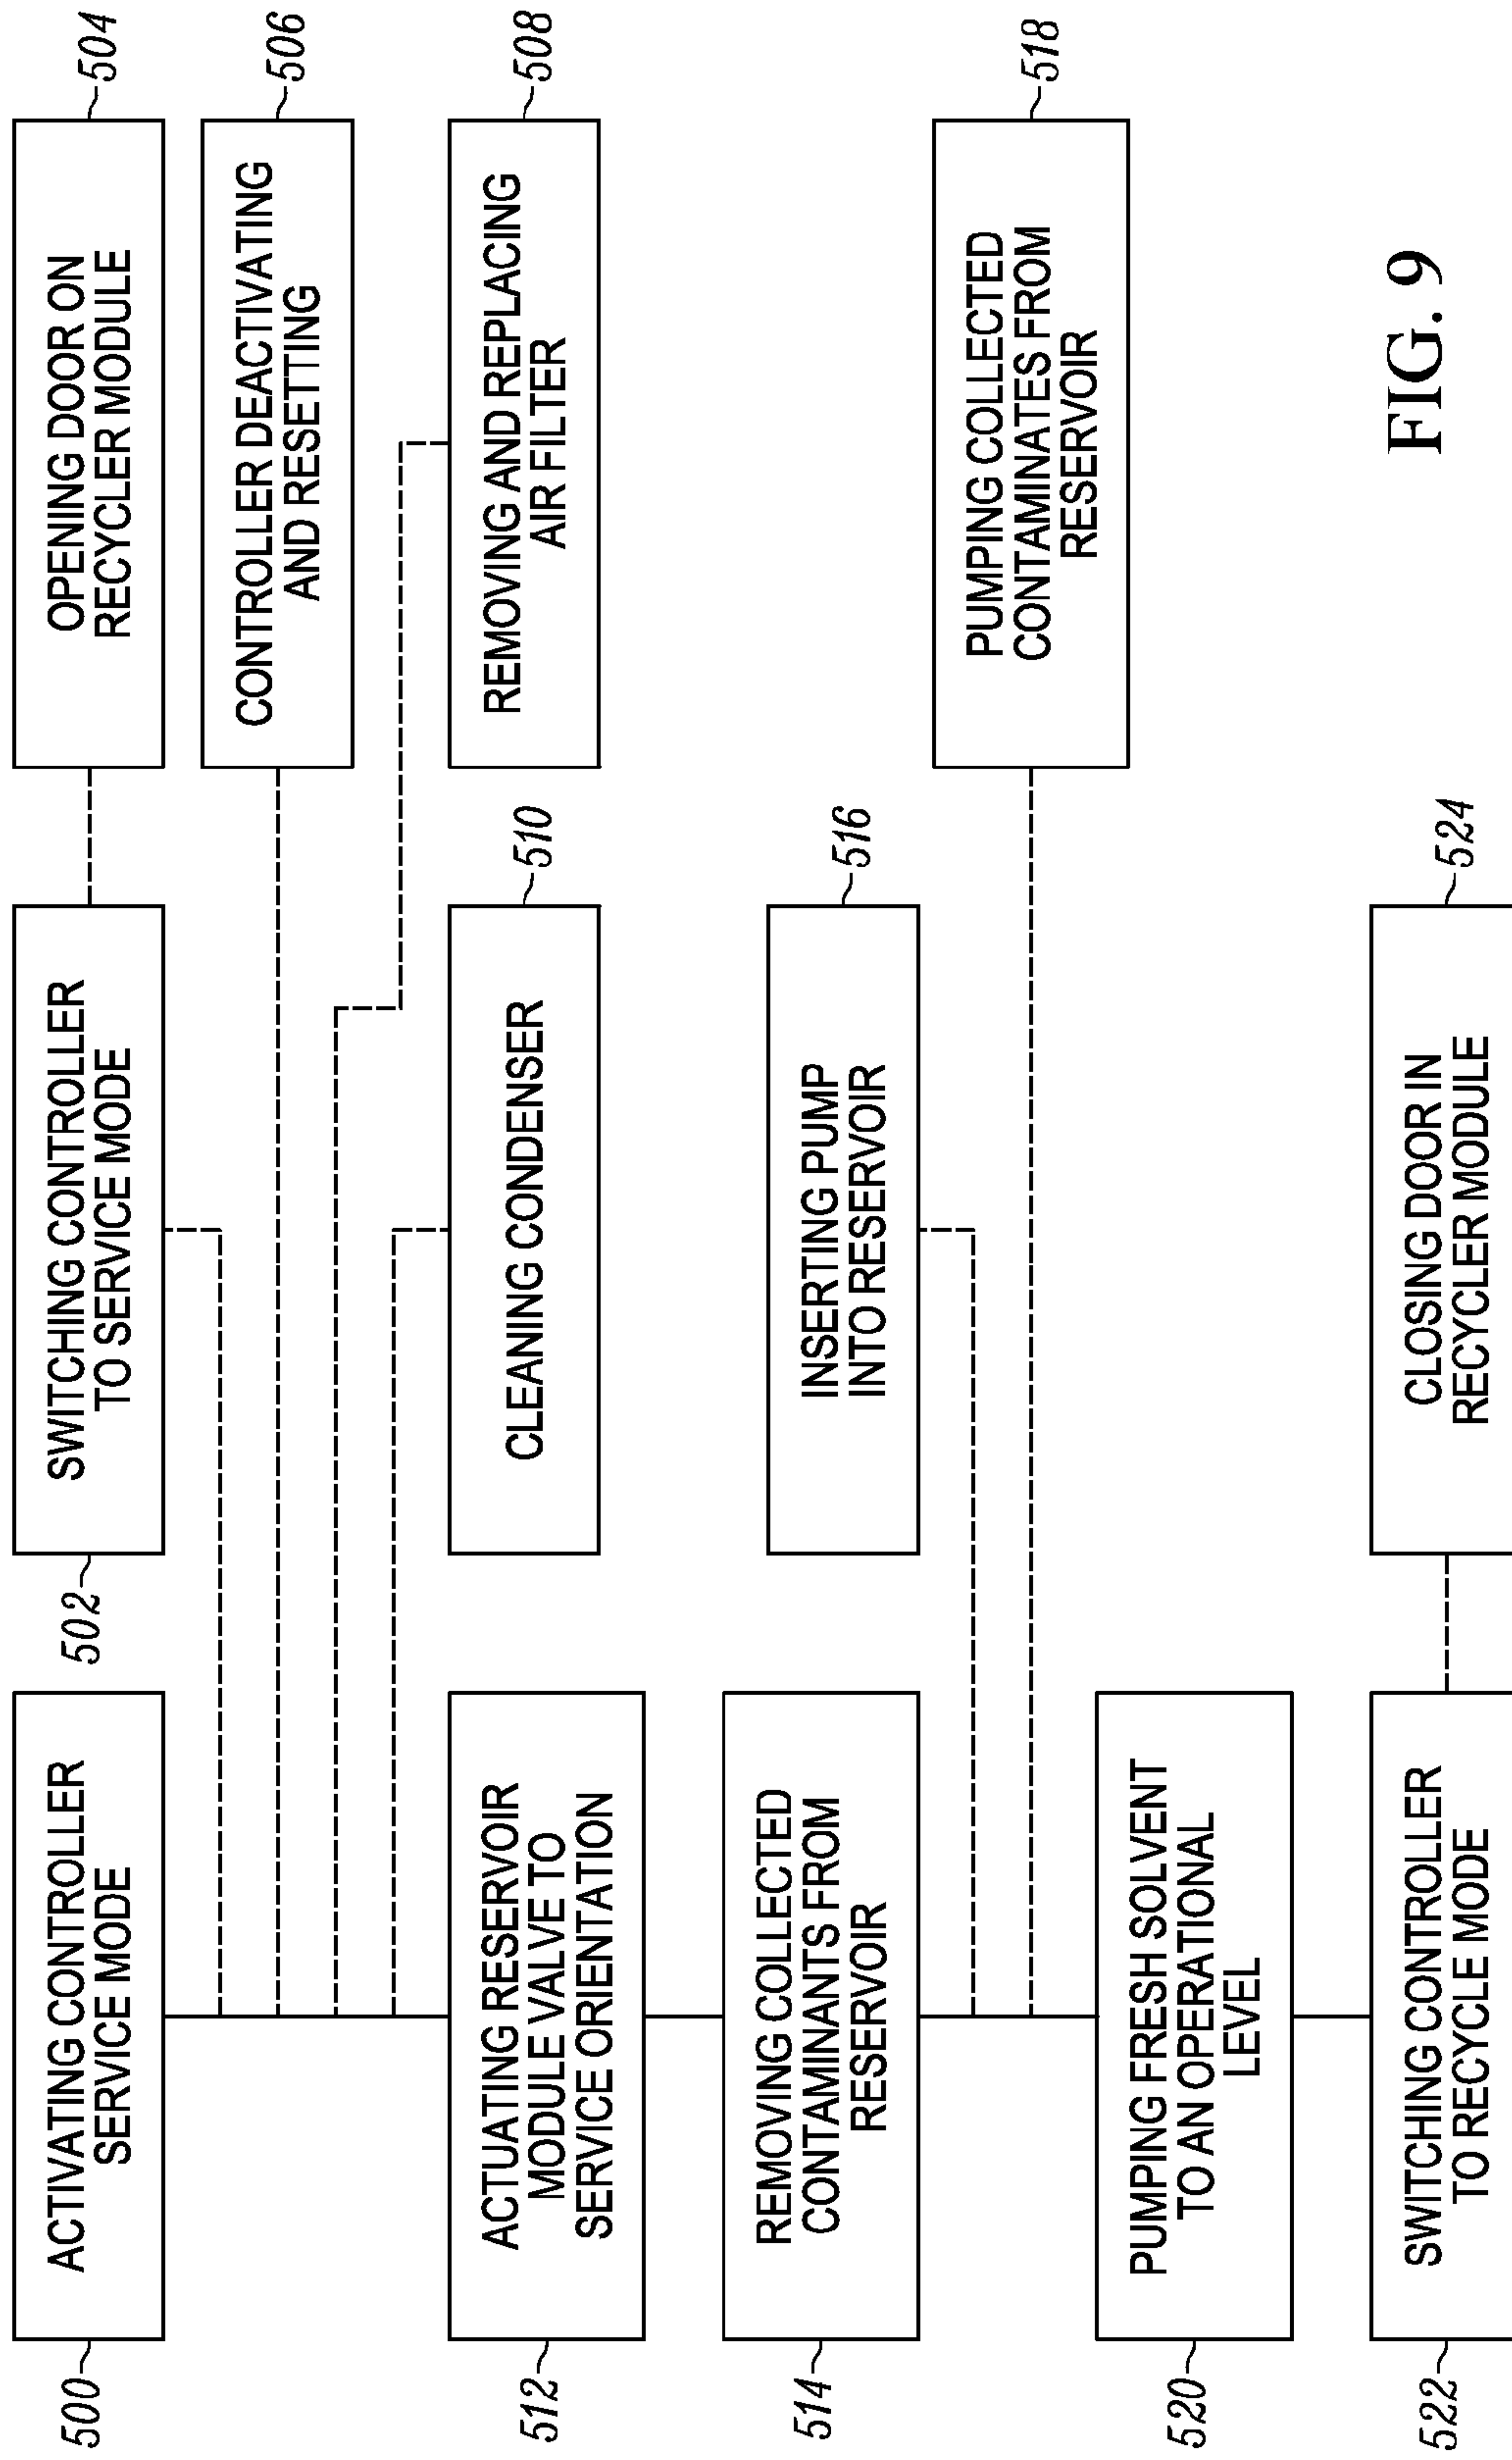 500
ACTIVATING CONTROLLER
SERVICE MODE
502
SWITCHING CONTROLLER
TO SERVICE MODE
504
OPENING DOOR ON
RECYCLER MODULE
506
CONTROLLER DEACTIVATING
AND RESETTING
508
REMOVING AND REPLACING
AIR FILTER
510
CLEANING CONDENSER
512
ACTUATING RESERVOIR
MODULE VALVE TO
SERVICE ORIENTATION
514
REMOVING COLLECTED
CONTAMINANTS FROM
RESERVOIR
516
INSERTING PUMP
INTO RESERVOIR
518
PUMPING COLLECTED
CONTAMINATES FROM
RESERVOIR
520
PUMPING FRESH SOLVENT
TO AN OPERATIONAL
LEVEL
522
SWITCHING CONTROLLER
TO RECYCLE MODE
524
CLOSING DOOR IN
RECYCLER MODULE
FIG. 9